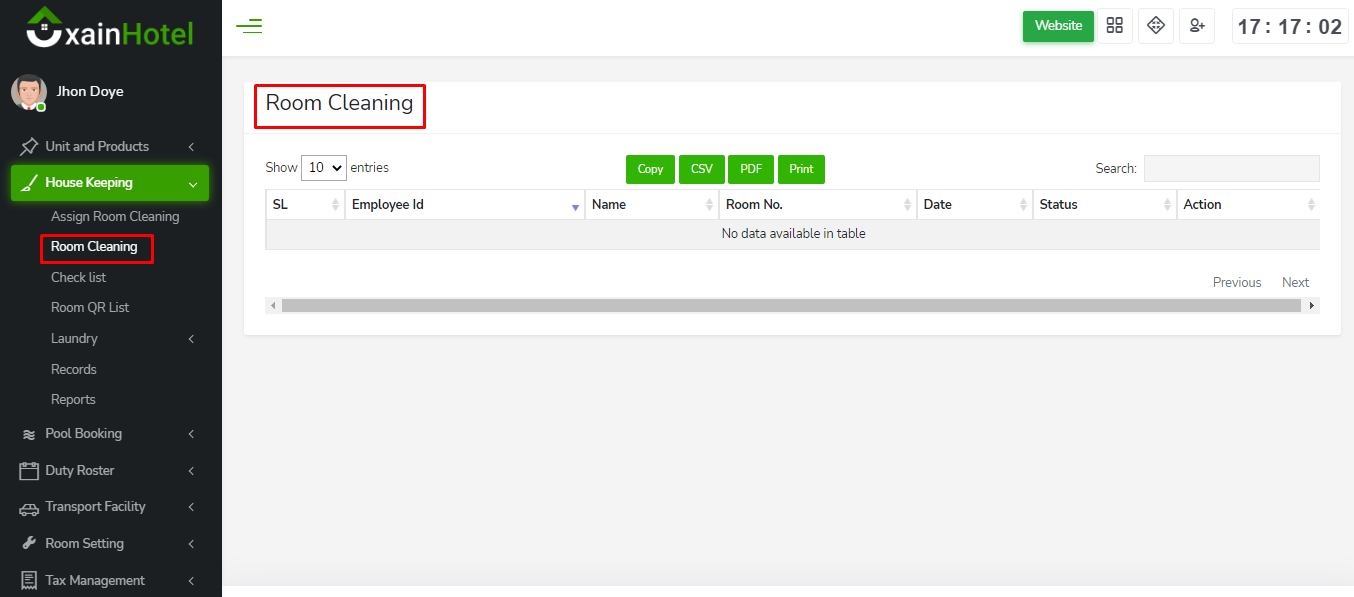 xainHotel
Website
17 : 17 : 02
Jhon Doye
Unit and Products
House Keeping
Assign Room Cleaning
Room Cleaning
Check list
Room QR List
Laundry
Records
Reports
Pool Booking
Duty Roster
Transport Facility
Room Setting
Tax Management
Room Cleaning
Show 10 entries
Copy CSV PDF Print
Search:
SL Employee Id Name Room No. Date Status Action
No data available in table
Previous Next